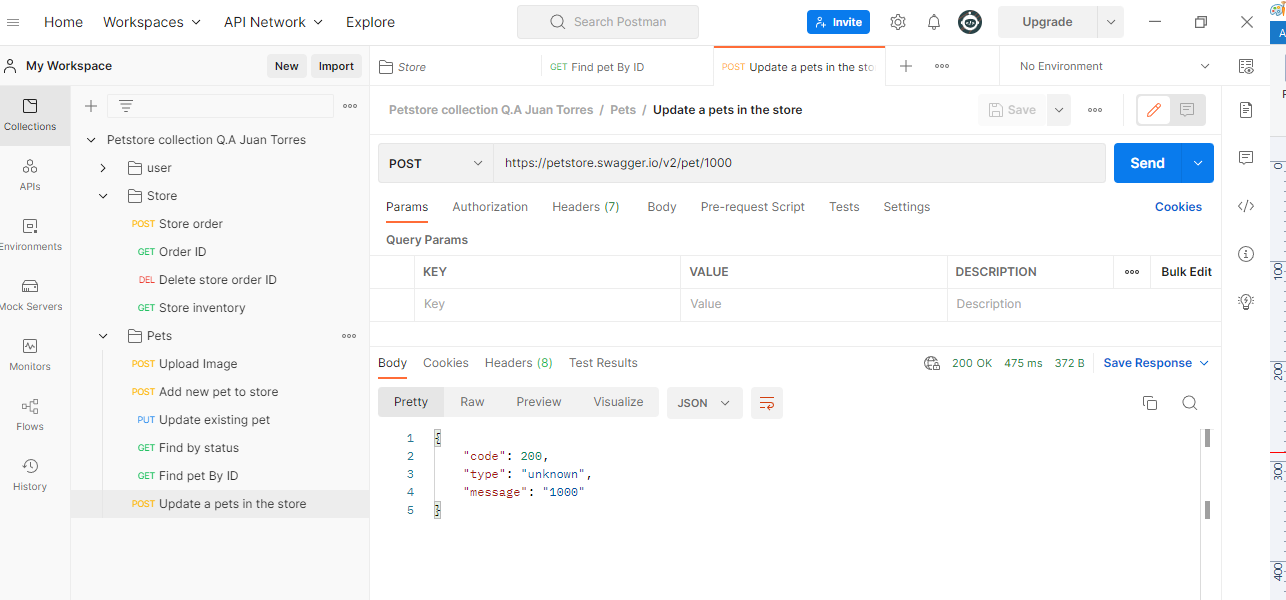 Home Workspaces API Network Explore Search Postman Invite Upgrade
My Workspace New Import
Store GET Find pet By ID POST Update a pets in the sto No Environment
Collections
APIs
Environments
Mock Servers
Monitors
Flows
History
Petstore collection Q.A Juan Torres
user
Store
POST Store order
GET Order ID
DEL Delete store order ID
GET Store inventory
Pets
POST Upload Image
POST Add new pet to store
PUT Update existing pet
GET Find by status
GET Find pet By ID
POST Update a pets in the store
Petstore collection Q.A Juan Torres / Pets / Update a pets in the store Save
POST https://petstore.swagger.io/v2/pet/1000 Send
Params Authorization Headers (7) Body Pre-request Script Tests Settings Cookies
Query Params
KEY VALUE DESCRIPTION Bulk Edit
Key Value Description
Body Cookies Headers (8) Test Results 200 OK 475 ms 372 B Save Response
Pretty Raw Preview Visualize JSON
1 {
2 "code": 200,
3 "type": "unknown",
4 "message": "1000"
5 }
0
100
200
300
400